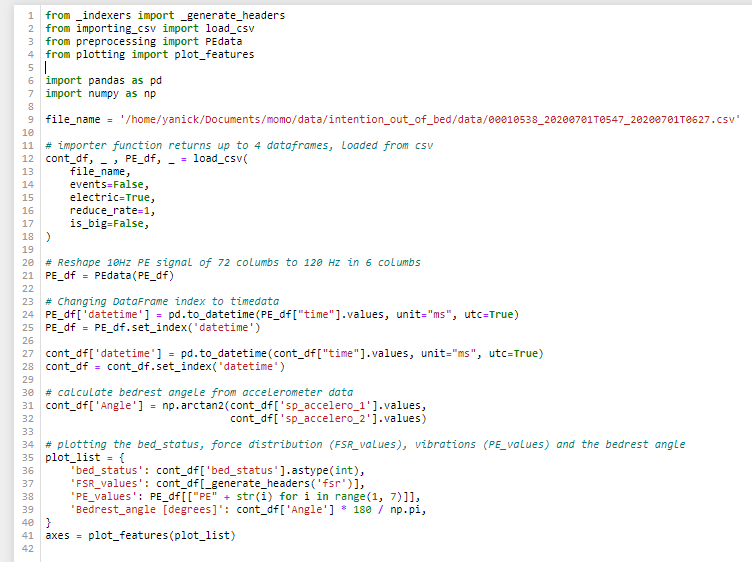 1 from _indexers import _generate_headers
2 from importing_csv import load_csv
3 from preprocessing import PEdata
4 from plotting import plot_features
5
6 import pandas as pd
7 import numpy as np
8
9 file_name = '/home/yanick/Documents/momo/data/intention_out_of_bed/data/00010538_20200701T0547_20200701T0627.csv'
10
11 # importer function returns up to 4 dataframes, loaded from csv
12 cont_df, _ , PE_df, _ = load_csv(
13     file_name,
14     events=False,
15     electric=True,
16     reduce_rate=1,
17     is_big=False,
18 )
19
20 # Reshape 10Hz PE signal of 72 columbs to 120 Hz in 6 columbs
21 PE_df = PEdata(PE_df)
22
23 # Changing DataFrame index to timedata
24 PE_df['datetime'] = pd.to_datetime(PE_df["time"].values, unit="ms", utc=True)
25 PE_df = PE_df.set_index('datetime')
26
27 cont_df['datetime'] = pd.to_datetime(cont_df["time"].values, unit="ms", utc=True)
28 cont_df = cont_df.set_index('datetime')
29
30 # calculate bedrest angele from accelerometer data
31 cont_df['Angle'] = np.arctan2(cont_df['sp_accelero_1'].values,
32                               cont_df['sp_accelero_2'].values)
33
34 # plotting the bed_status, force distribution (FSR_values), vibrations (PE_values) and the bedrest angle
35 plot_list = {
36     'bed_status': cont_df['bed_status'].astype(int),
37     'FSR_values': cont_df[_generate_headers('fsr')],
38     'PE_values': PE_df[["PE" + str(i) for i in range(1, 7)]],
39     'Bedrest_angle [degrees]': cont_df['Angle'] * 180 / np.pi,
40 }
41 axes = plot_features(plot_list)
42